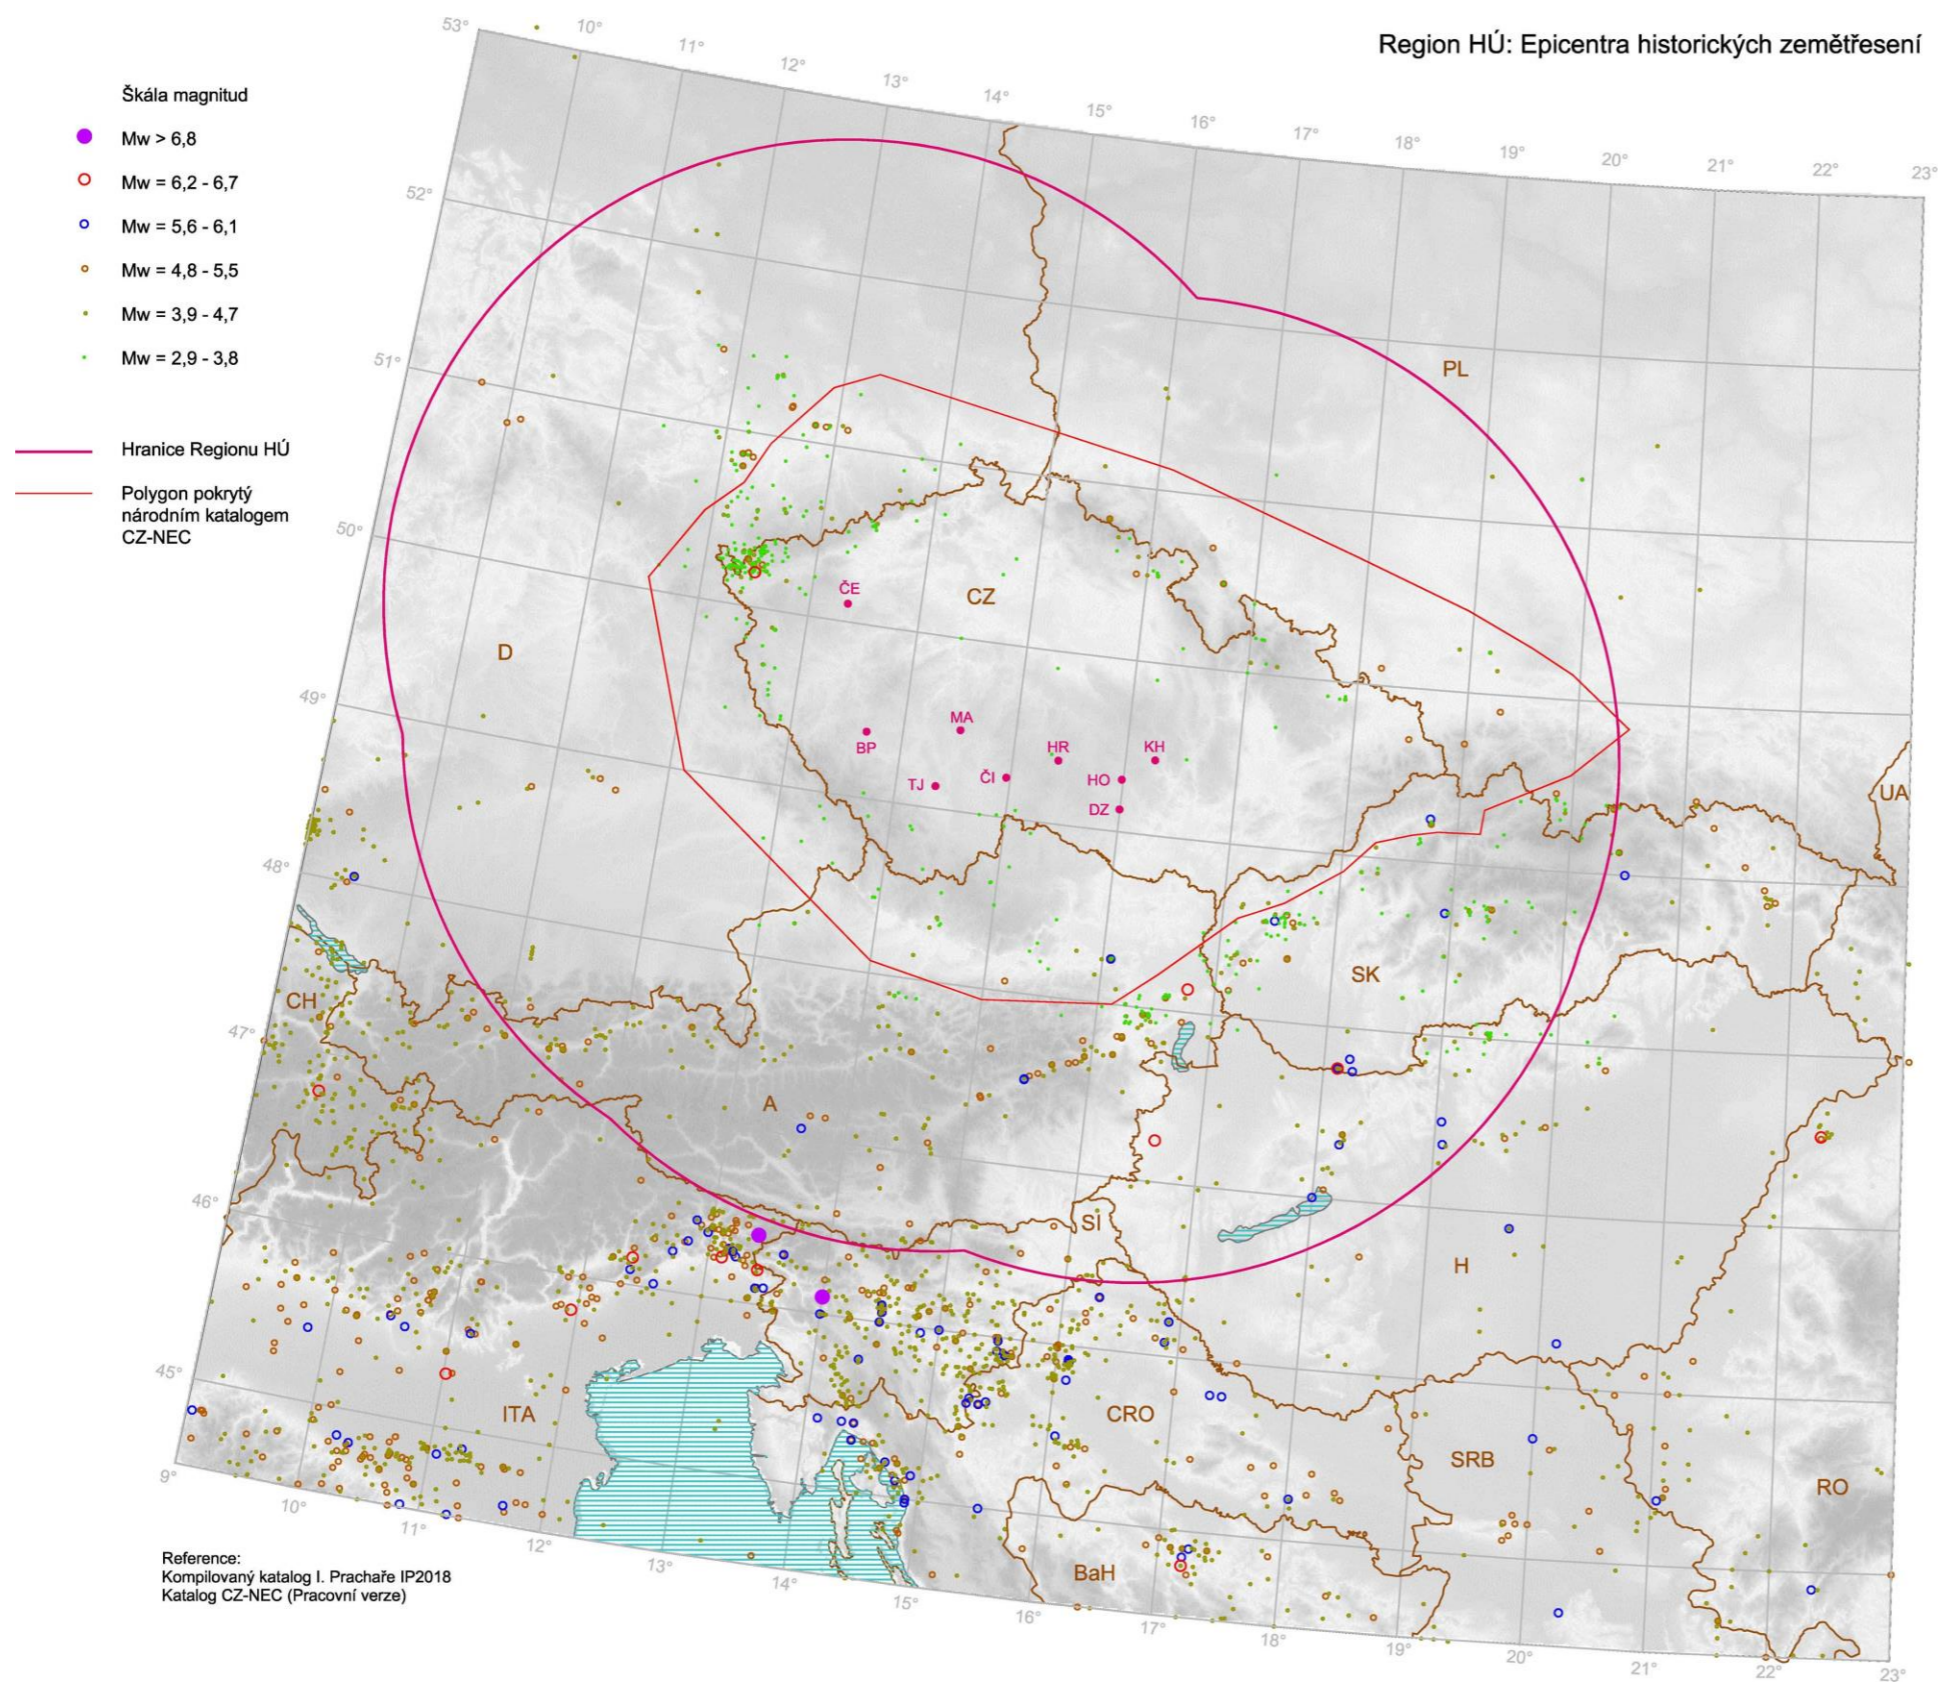 Region HÚ: Epicentra historických zemětřesení
Škála magnitud
Mw > 6,8
Mw = 6,2 - 6,7
Mw = 5,6 - 6,1
Mw = 4,8 - 5,5
Mw = 3,9 - 4,7
Mw = 2,9 - 3,8
Hranice Regionu HÚ
Polygon pokrytý
národním katalogem
CZ-NEC
53°
10°
11°
12°
13°
14°
15°
16°
17°
18°
19°
20°
21°
22°
23°
52°
51°
50°
49°
48°
47°
46°
45°
9°
10°
11°
12°
13°
14°
15°
16°
17°
18°
19°
20°
21°
22°
23°
PL
CZ
D
UA
SK
CH
A
SI
H
ITA
CRO
SRB
RO
BaH
ČE
MA
BP
HR
KH
TJ
ČI
HO
DZ
Reference:
Kompilovaný katalog I. Prachaře IP2018
Katalog CZ-NEC (Pracovní verze)